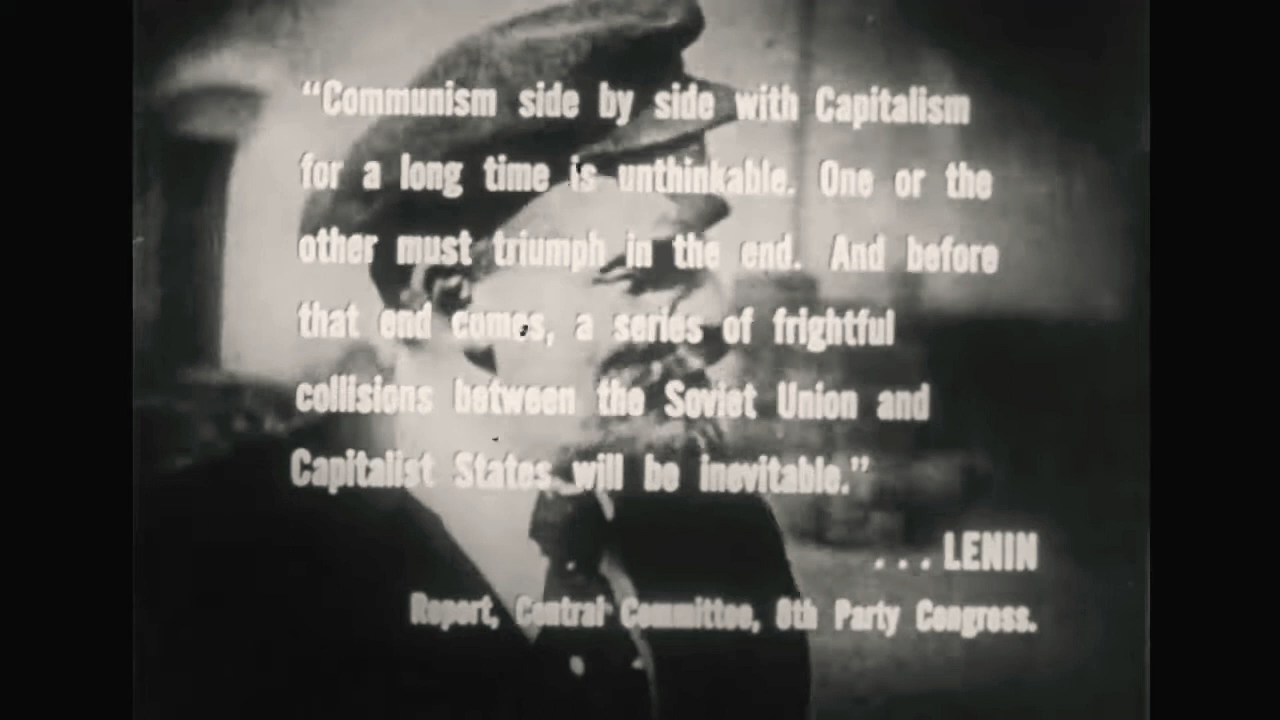 “Communism side by side with Capitalism
for a long time is unthinkable. One or the
other must triumph in the end. And before
that end comes, a series of frightful
collisions between the Soviet Union and
Capitalist States will be inevitable.”
...LENIN
Report, Central Committee, 8th Party Congress.